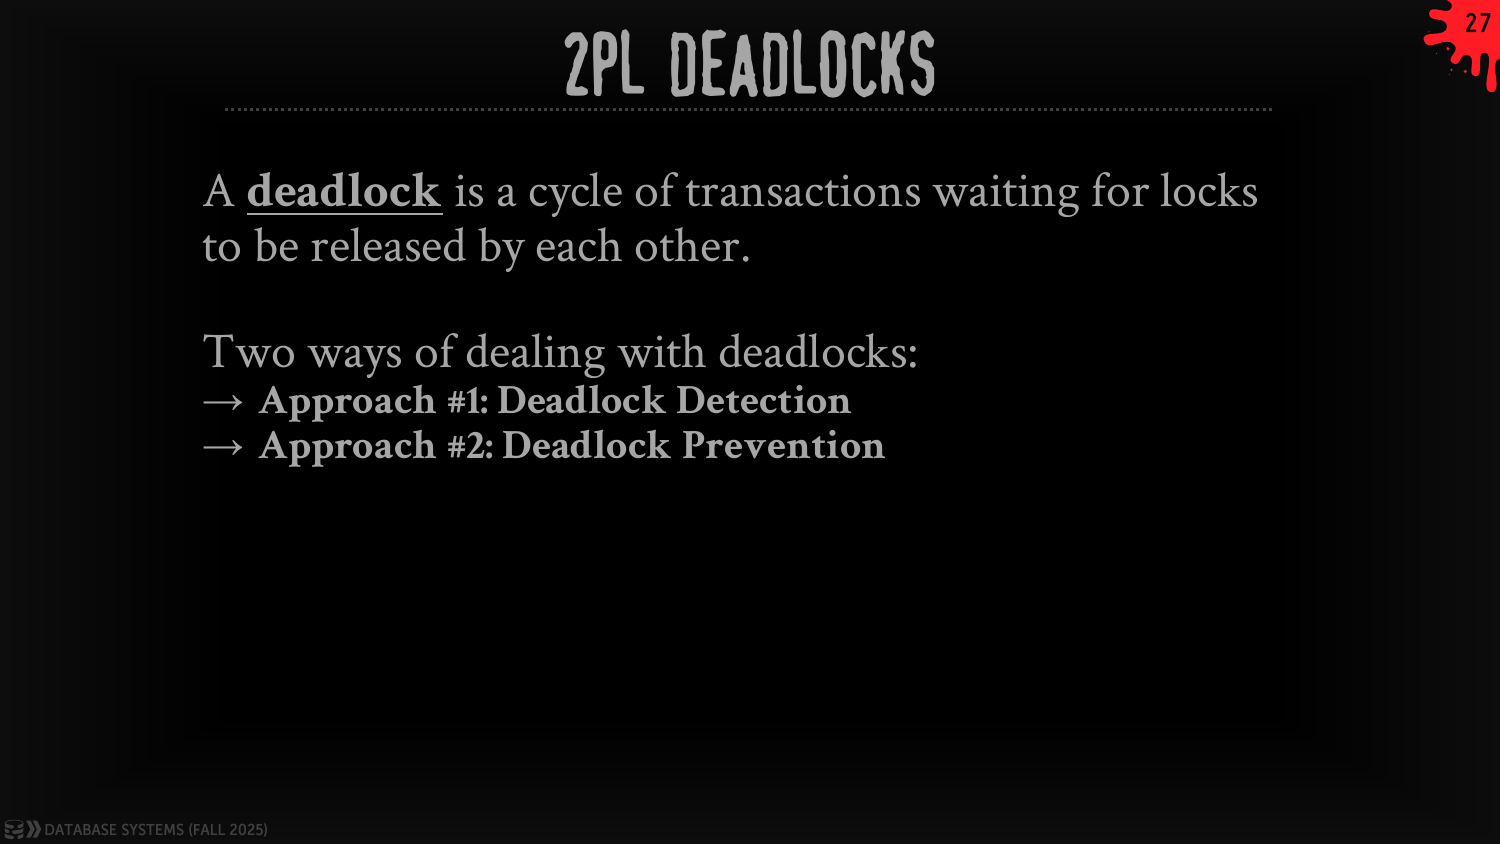 2PL DEADLOCKS
27
A deadlock is a cycle of transactions waiting for locks
to be released by each other.
Two ways of dealing with deadlocks:
→ Approach #1: Deadlock Detection
→ Approach #2: Deadlock Prevention
DATABASE SYSTEMS (FALL 2025)